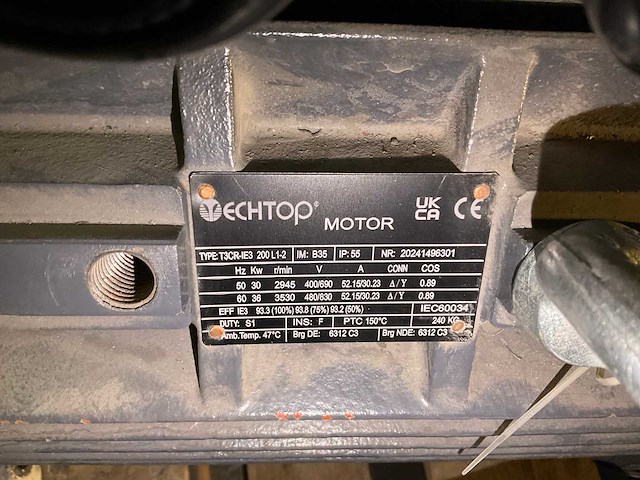 TECHTOP® MOTOR UK CA CE
TYPE: T3CR-IE3 200 L1-2 IM: B35 IP: 55 NR: 20241496301
Hz Kw r/min V A CONN COS
50 30 2945 400/690 52.15/30.23 Δ/Y 0.89
60 36 3530 480/830 52.15/30.23 Δ/Y 0.89
EFF IE3 93.3 (100%) 93.8 (75%) 93.2 (50%) IEC60034
DUTY: S1 INS: F PTC 150°C 240 KG
Amb.Temp. 47°C Brg DE: 6312 C3 Brg NDE: 6312 C3